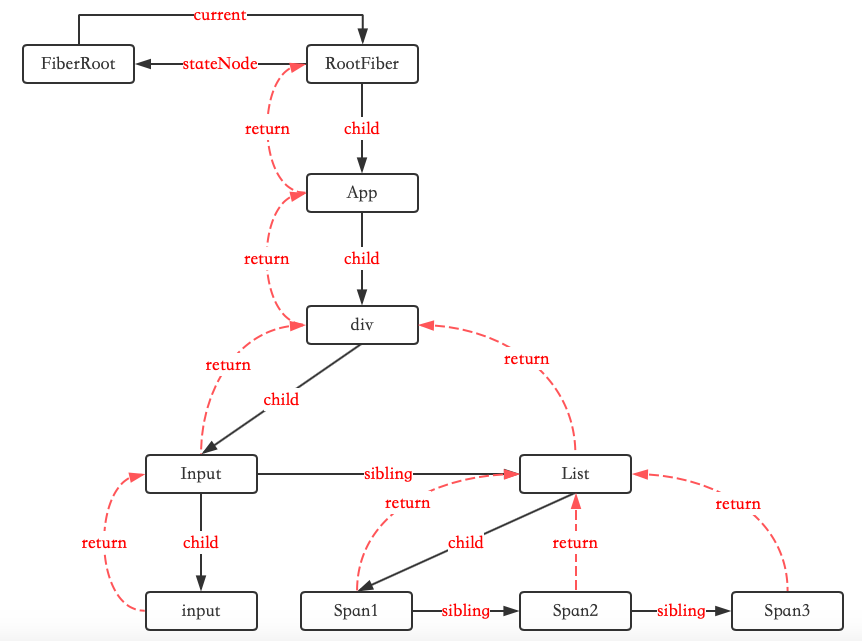 current
FiberRoot
stateNode
RootFiber
return
child
App
return
child
div
return
return
child
Input
sibling
List
return
return
return
child
child
return
input
Span1
sibling
Span2
sibling
Span3